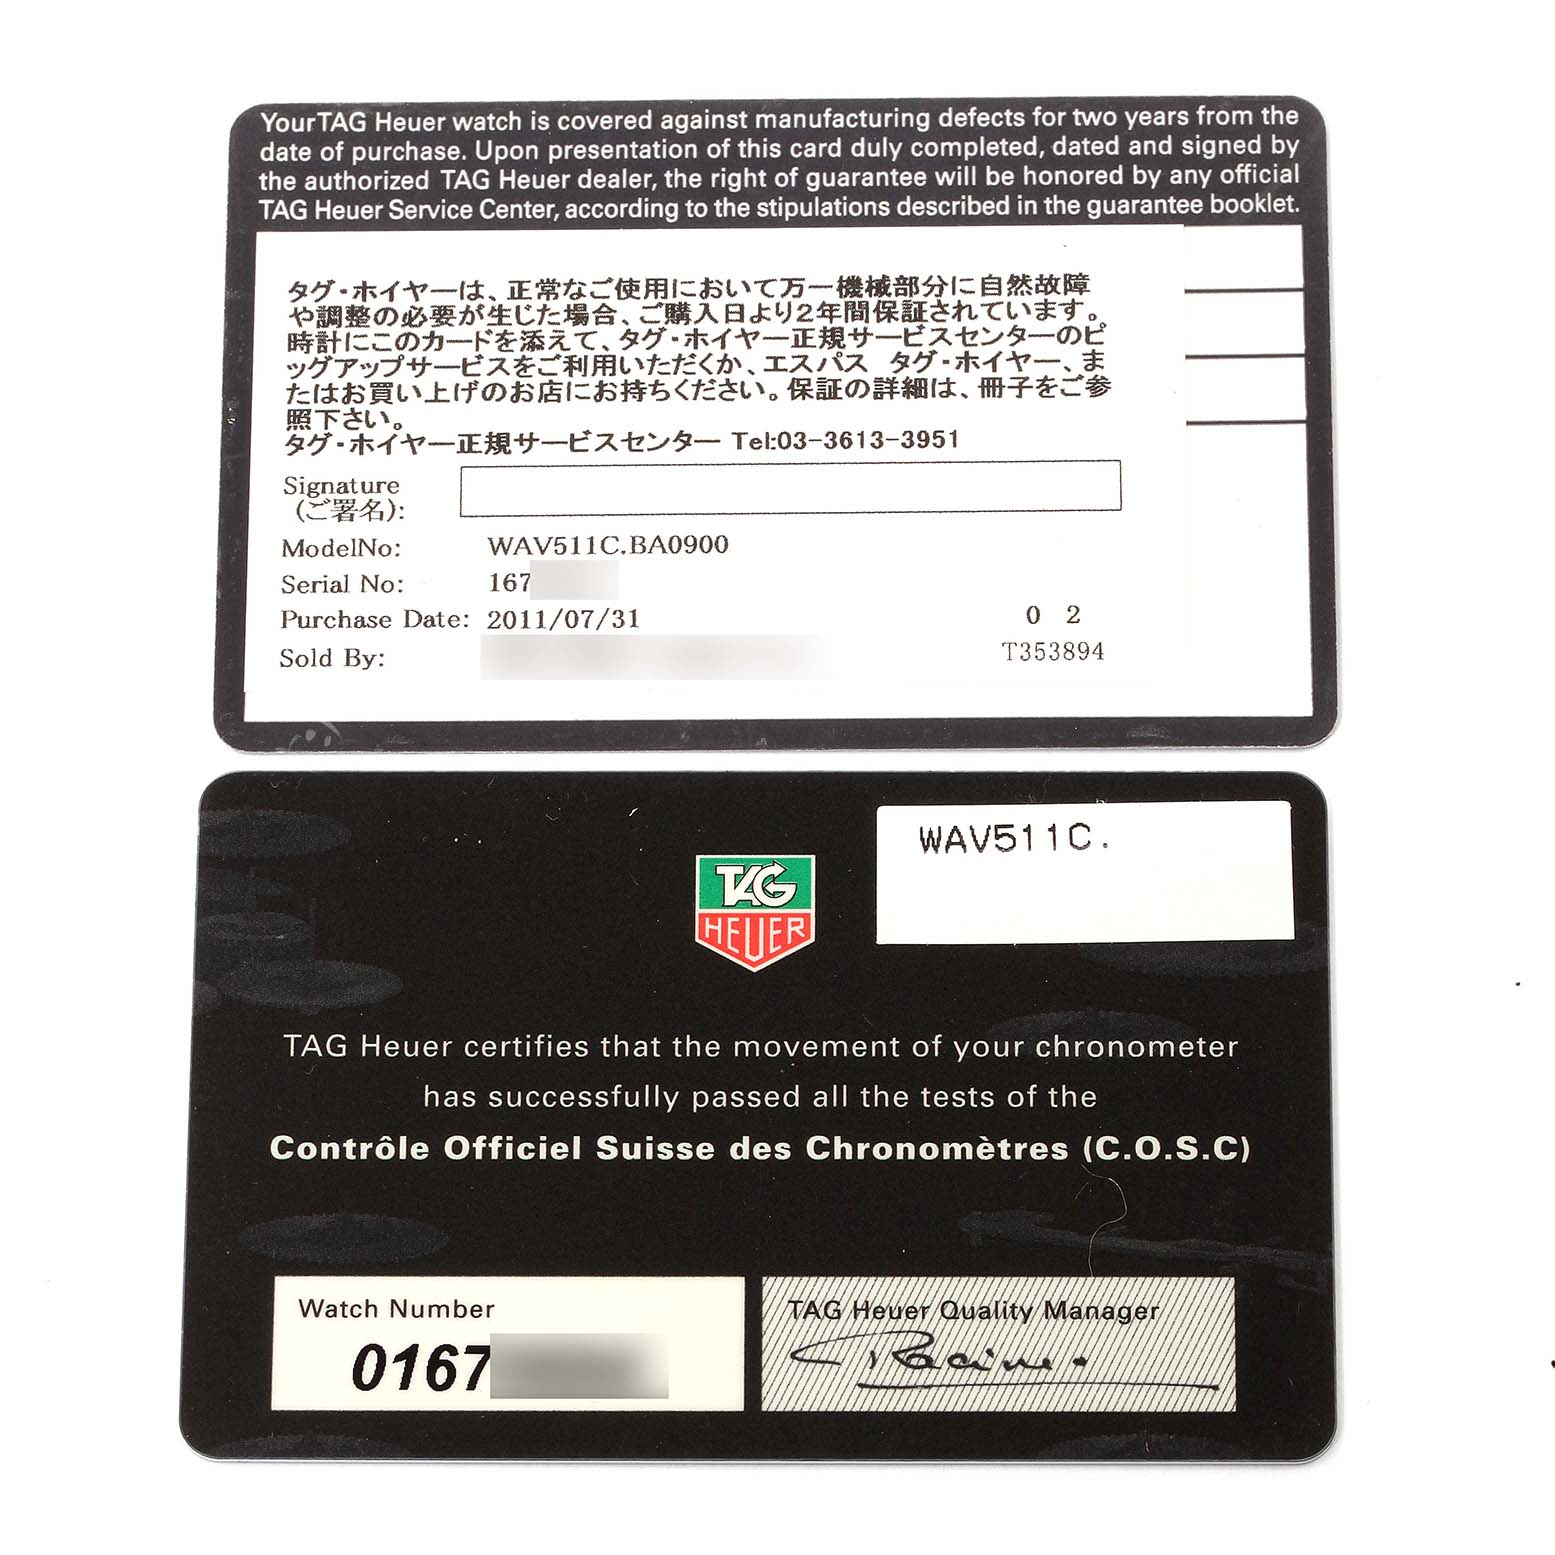 Your TAG Heuer watch is covered against manufacturing defects for two years from the
date of purchase. Upon presentation of this card duly completed, dated and signed by
the authorized TAG Heuer dealer, the right of guarantee will be honored by any official
TAG Heuer Service Center, according to the stipulations described in the guarantee booklet.
タグ・ホイヤーは、正常なご使用において万一機械部分に自然故障
や調整の必要が生じた場合、ご購入日より2年間保証されています。
時計にこのカードを添えて、タグ・ホイヤー正規サービスセンターのピ
ッグアップサービスをご利用いただくか、エスパス タグ・ホイヤー、ま
たはお買い上げのお店にお持ちください。保証の詳細は、冊子をご参
照下さい。
タグ・ホイヤー正規サービスセンター Tel:03-3613-3951
Signature
(ご署名):
ModelNo: WAV511C.BA0900
Serial No: 167
Purchase Date: 2011/07/31 0 2
Sold By: T353894
WAV511C.
TAG
HEUER
TAG Heuer certifies that the movement of your chronometer
has successfully passed all the tests of the
Contrôle Officiel Suisse des Chronomètres (C.O.S.C)
Watch Number
0167
TAG Heuer Quality Manager